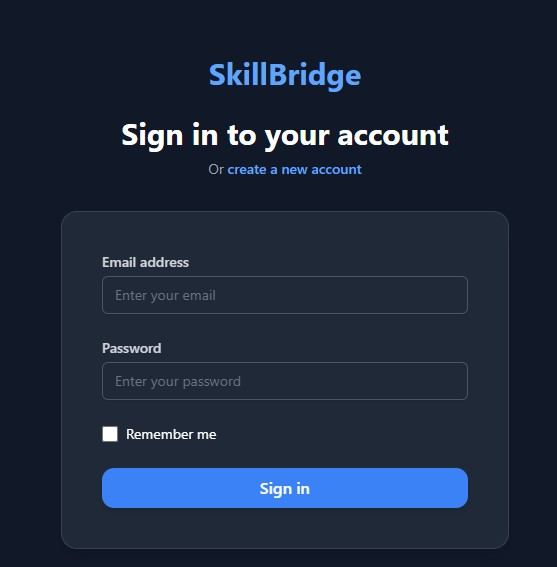 SkillBridge
Sign in to your account
Or create a new account
Email address
Enter your email
Password
Enter your password
Remember me
Sign in